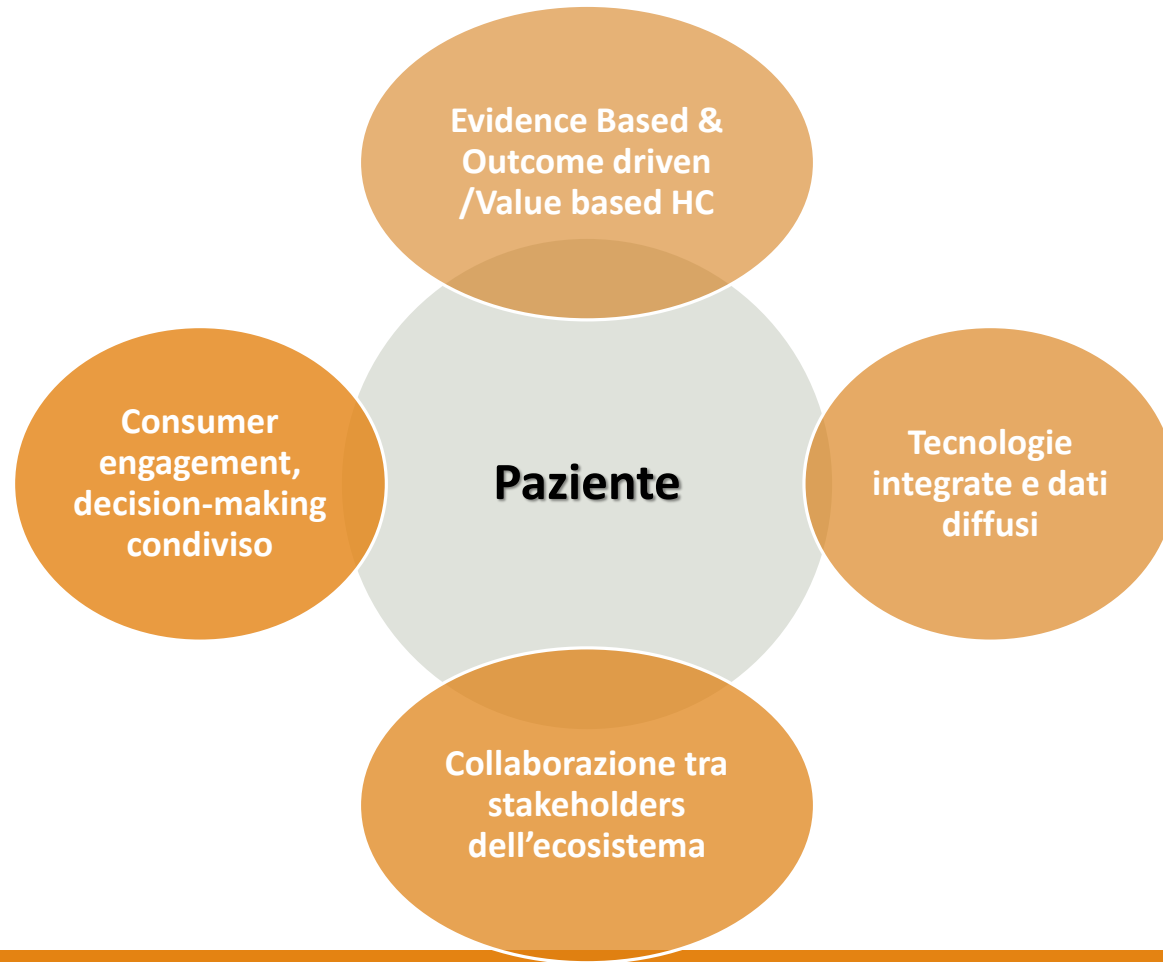 Evidence Based &
Outcome driven
/Value based HC
Consumer
engagement,
decision-making
condiviso
Paziente
Tecnologie
integrate e dati
diffusi
Collaborazione tra
stakeholders
dell’ecosistema